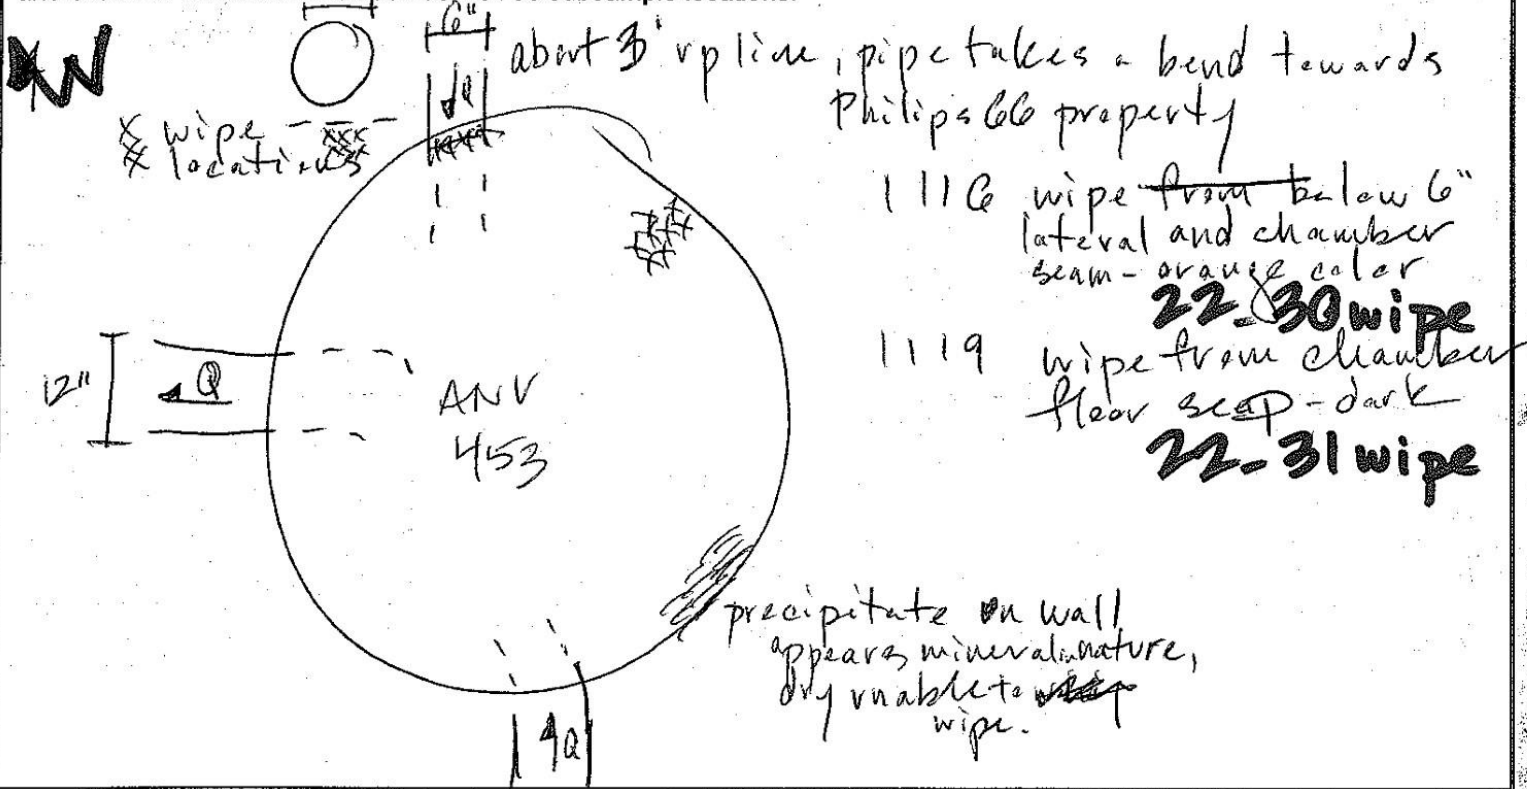 6"
about 3' up line, pipe takes a bend towards
Philips 66 property
Q
x wipe
locations
1116 wipe from below 6"
lateral and chamber
seam - orange color
22-30 wipe
1119 wipe from chamber
floor seap - dark
22-31 wipe
12"
Q
ANV
453
precipitate on wall
appears mineral in nature,
dry unable to
wipe.
Q